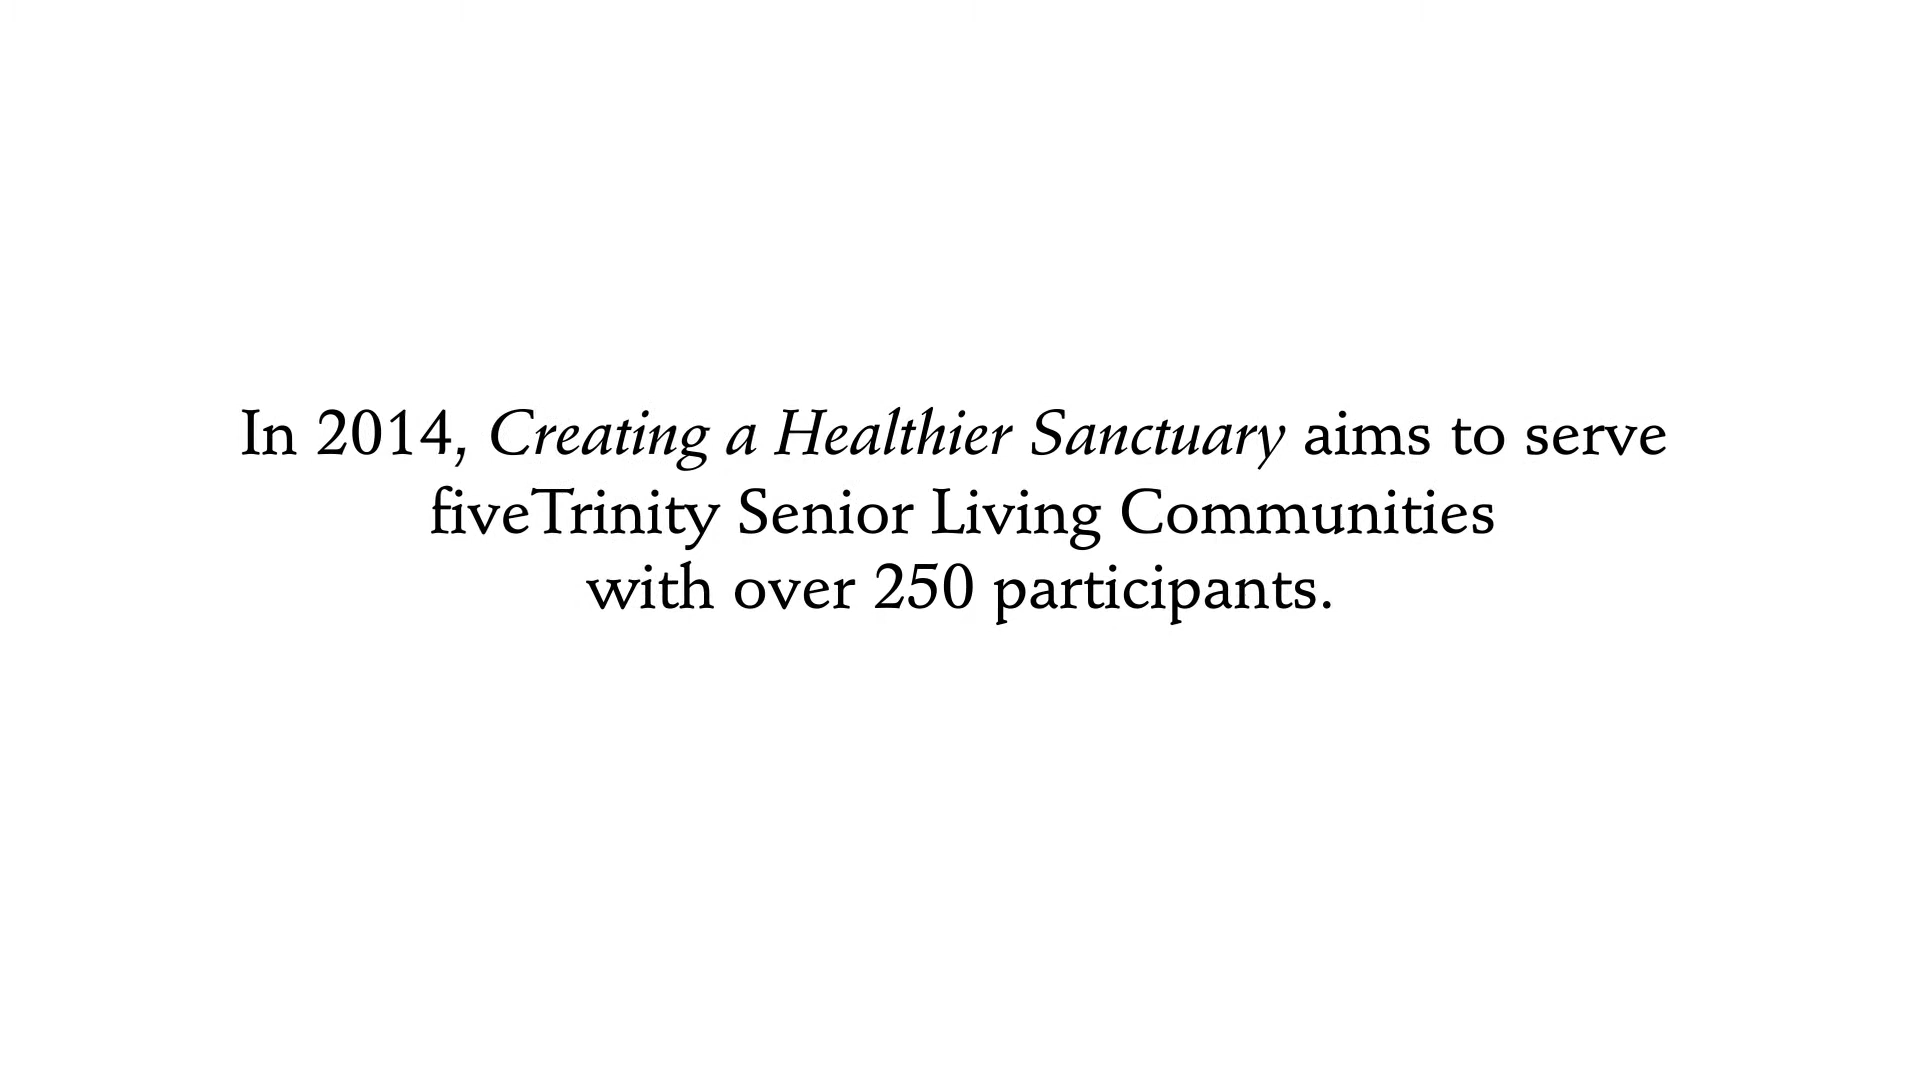 In 2014, Creating a Healthier Sanctuary aims to serve
fiveTrinity Senior Living Communities
with over 250 participants.